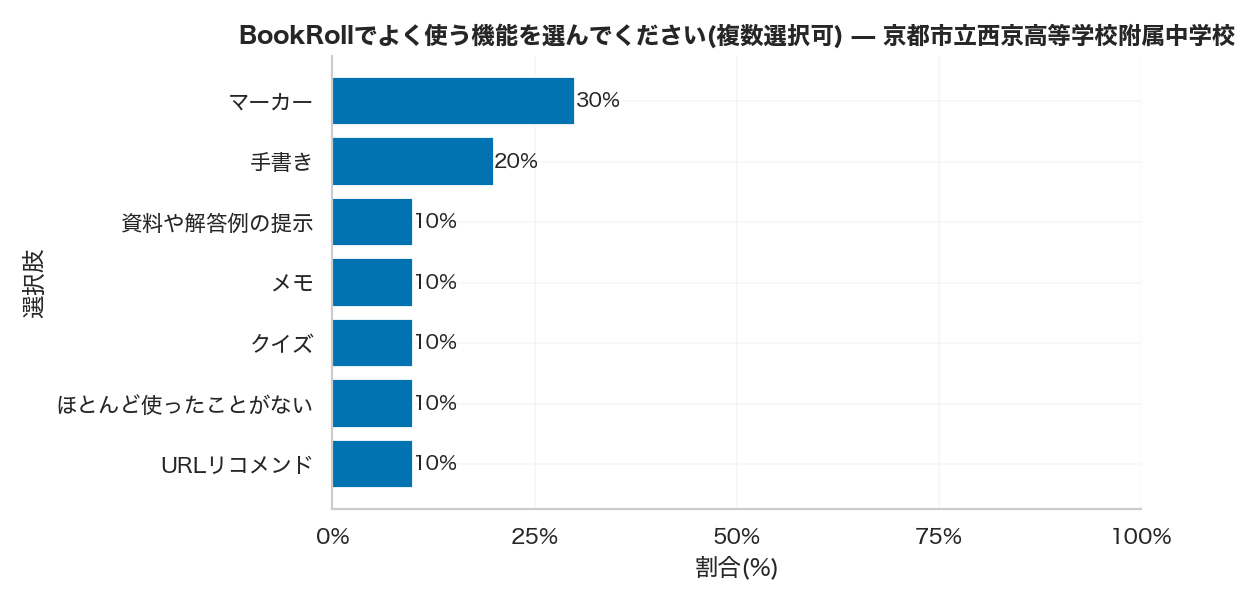 BookRollでよく使う機能を選んでください(複数選択可) — 京都市立西京高等学校附属中学校
選択肢
マーカー 30%
手書き 20%
資料や解答例の提示 10%
メモ 10%
クイズ 10%
ほとんど使ったことがない 10%
URLリコメンド 10%
0% 25% 50% 75% 100%
割合(%)